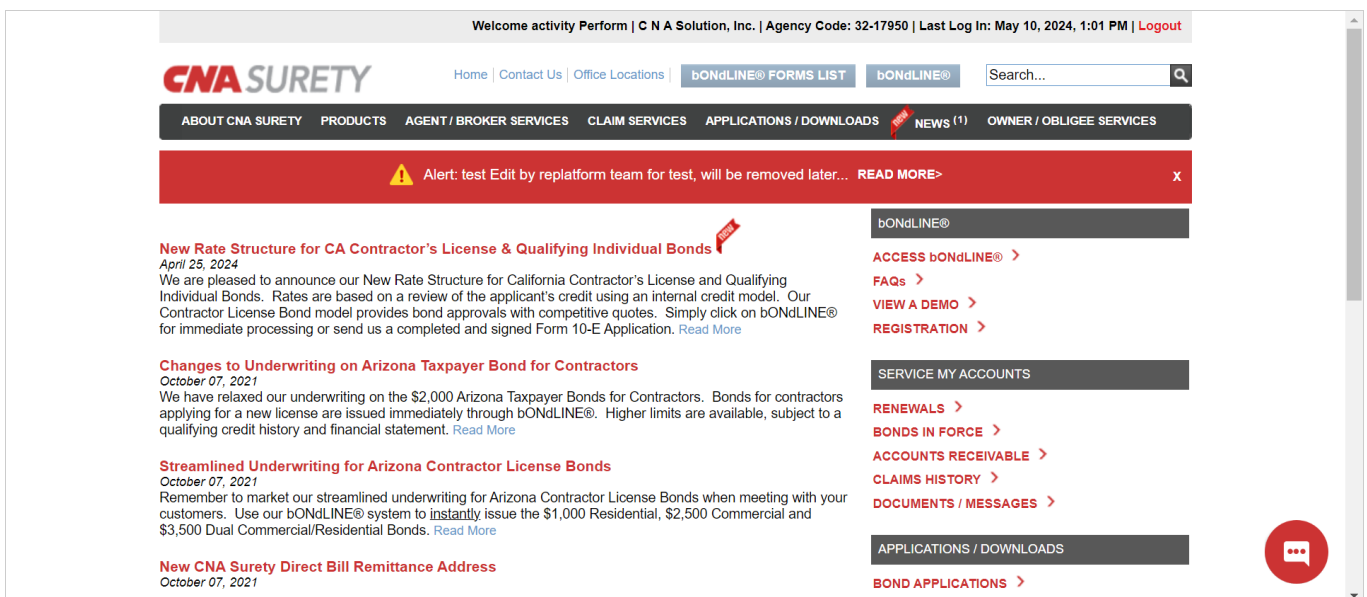 Welcome activity Perform | C N A Solution, Inc. | Agency Code: 32-17950 | Last Log In: May 10, 2024, 1:01 PM | Logout
CNA SURETY
Home | Contact Us | Office Locations |
bONdLINE® FORMS LIST
bONdLINE®
Search...
ABOUT CNA SURETY
PRODUCTS
AGENT / BROKER SERVICES
CLAIM SERVICES
APPLICATIONS / DOWNLOADS
new
NEWS (1)
OWNER / OBLIGEE SERVICES
Alert: test Edit by replatform team for test, will be removed later... READ MORE>
X
New Rate Structure for CA Contractor’s License & Qualifying Individual Bonds
new
April 25, 2024
We are pleased to announce our New Rate Structure for California Contractor’s License and Qualifying
Individual Bonds.  Rates are based on a review of the applicant’s credit using an internal credit model.  Our
Contractor License Bond model provides bond approvals with competitive quotes.  Simply click on bONdLINE®
for immediate processing or send us a completed and signed Form 10-E Application. Read More
Changes to Underwriting on Arizona Taxpayer Bond for Contractors
October 07, 2021
We have relaxed our underwriting on the $2,000 Arizona Taxpayer Bonds for Contractors.  Bonds for contractors
applying for a new license are issued immediately through bONdLINE®.  Higher limits are available, subject to a
qualifying credit history and financial statement. Read More
Streamlined Underwriting for Arizona Contractor License Bonds
October 07, 2021
Remember to market our streamlined underwriting for Arizona Contractor License Bonds when meeting with your
customers.  Use our bONdLINE® system to instantly issue the $1,000 Residential, $2,500 Commercial and
$3,500 Dual Commercial/Residential Bonds. Read More
New CNA Surety Direct Bill Remittance Address
October 07, 2021
bONdLINE®
ACCESS bONdLINE®
FAQs
VIEW A DEMO
REGISTRATION
SERVICE MY ACCOUNTS
RENEWALS
BONDS IN FORCE
ACCOUNTS RECEIVABLE
CLAIMS HISTORY
DOCUMENTS / MESSAGES
APPLICATIONS / DOWNLOADS
BOND APPLICATIONS